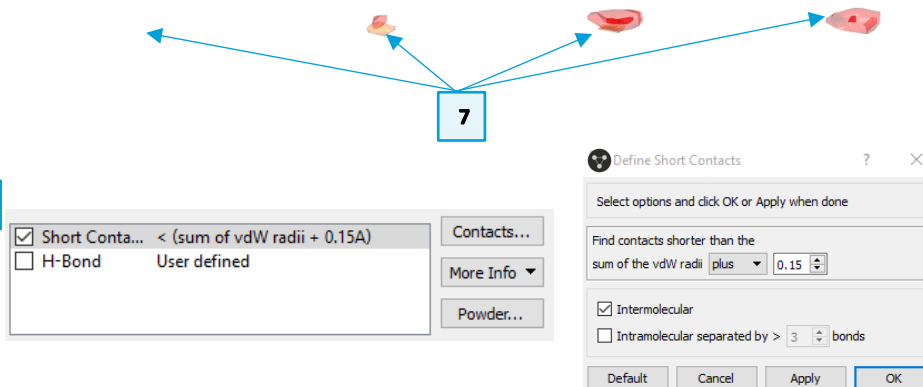 7
Define Short Contacts ?
Select options and click OK or Apply when done
Short Conta... < (sum of vdW radii + 0.15A)
H-Bond User defined
Contacts...
More Info
Powder...
Find contacts shorter than the
sum of the vdW radii plus 0.15
Intermolecular
Intramolecular separated by > 3 bonds
Default Cancel Apply OK